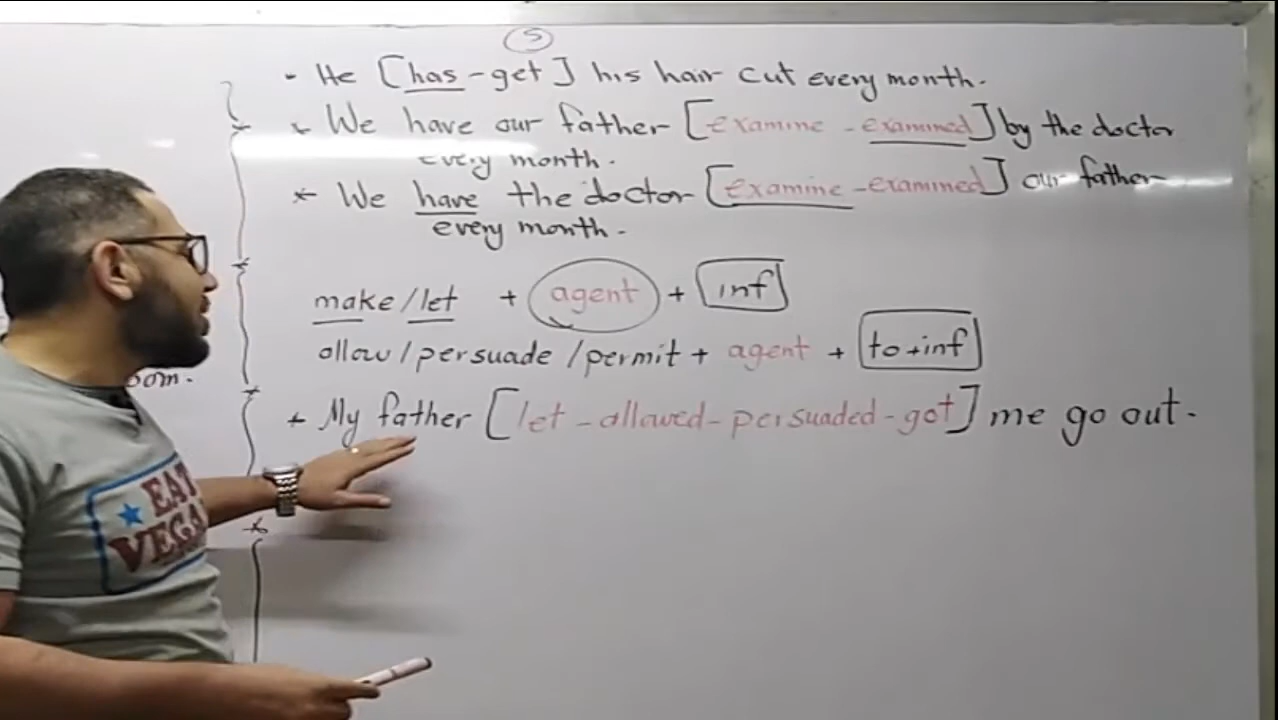 5
- He [has - get] his hair cut every month.
* We have our father [examine - examined] by the doctor
every month.
* We have the doctor [examine - examined] our father
every month.
make/let + agent + inf
allow/persuade/permit + agent + to+inf
oom.
* My father [let - allowed - persuaded - got] me go out.
EAT
VEGA